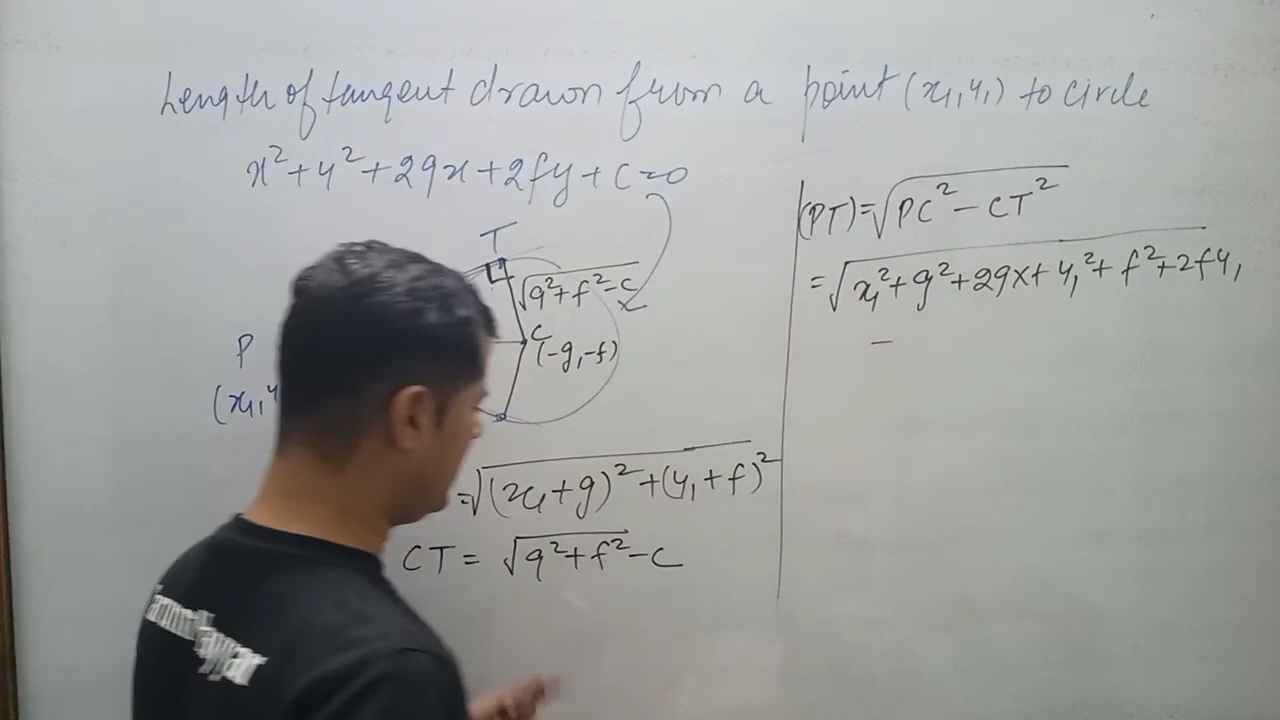 Length of tangent drawn from a point (x₁,y₁) to circle
x²+y²+2gx+2fy+c=0
T
√g²+f²-c
C
(-g,-f)
P
(x₁,y
=√(x₁+g)²+(y₁+f)²
CT = √g²+f²-c
(PT)=√PC²-CT²
=√x₁²+g²+2gx+y₁²+f²+2fy₁
-